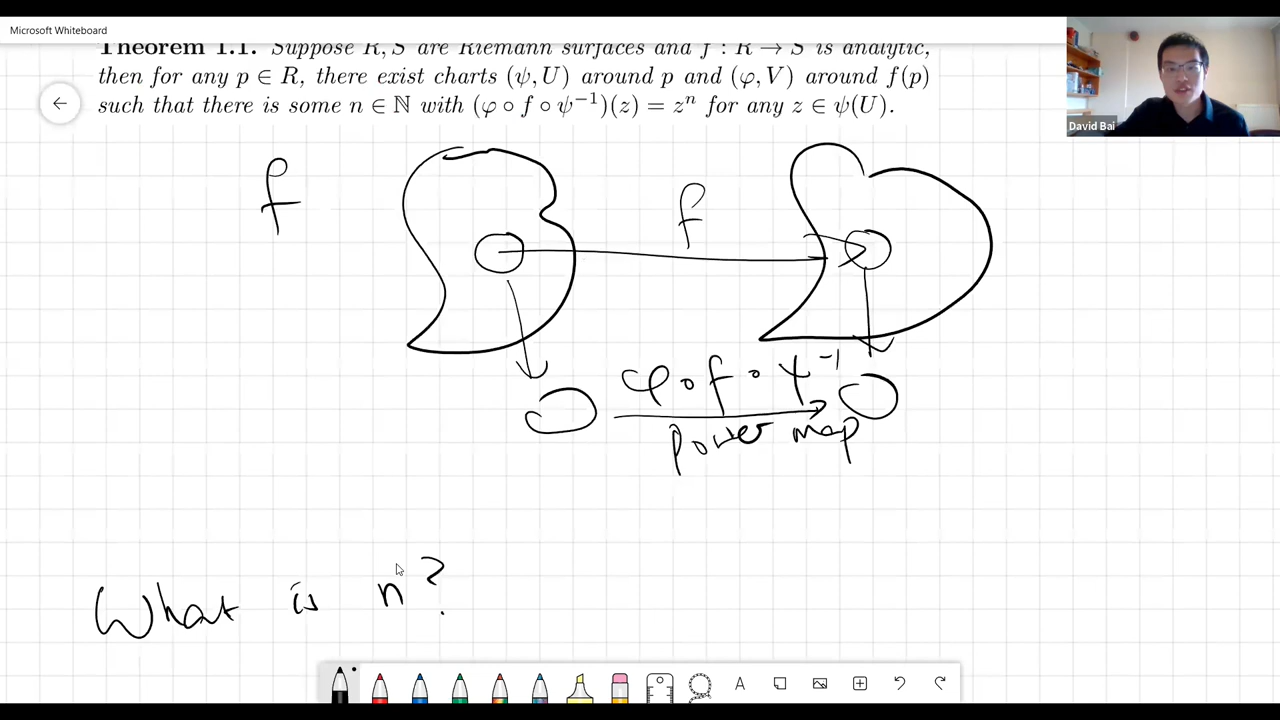 Microsoft Whiteboard
Theorem 1.1. Suppose R, S are Riemann surfaces and f : R → S is analytic,
then for any p ∈ R, there exist charts (ψ, U) around p and (φ, V) around f(p)
such that there is some n ∈ ℕ with (φ ∘ f ∘ ψ⁻¹)(z) = zⁿ for any z ∈ ψ(U).
David Bai
f
f
φ ∘ f ∘ ψ⁻¹
power map
What is n?
A